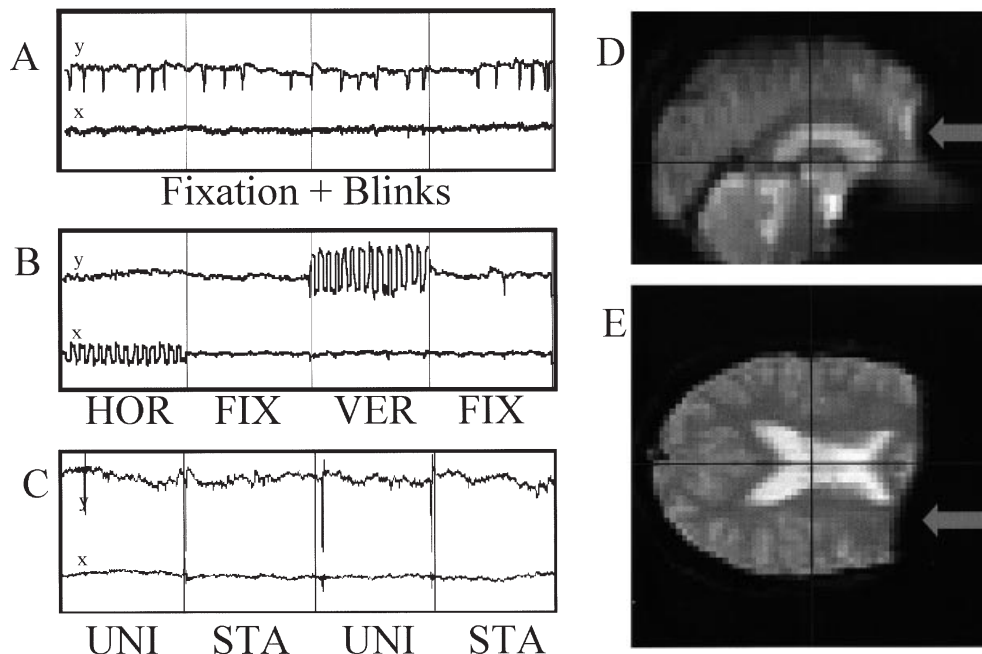 A
y
x
Fixation + Blinks
B
y
x
HOR FIX VER FIX
C
y
x
UNI STA UNI STA
D
E